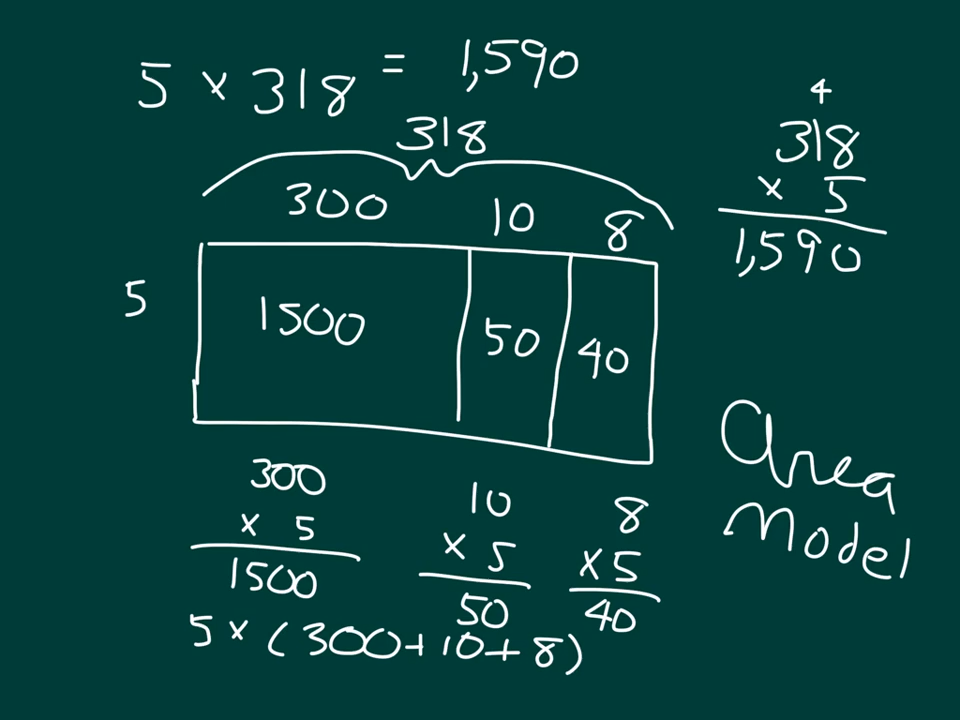 5 × 318 = 1,590
318
300 10 8
5
1500 50 40
4
318
× 5
1,590
Area
Model
300
× 5
1500
10
× 5
50
8
× 5
40
5 × (300+10+8)